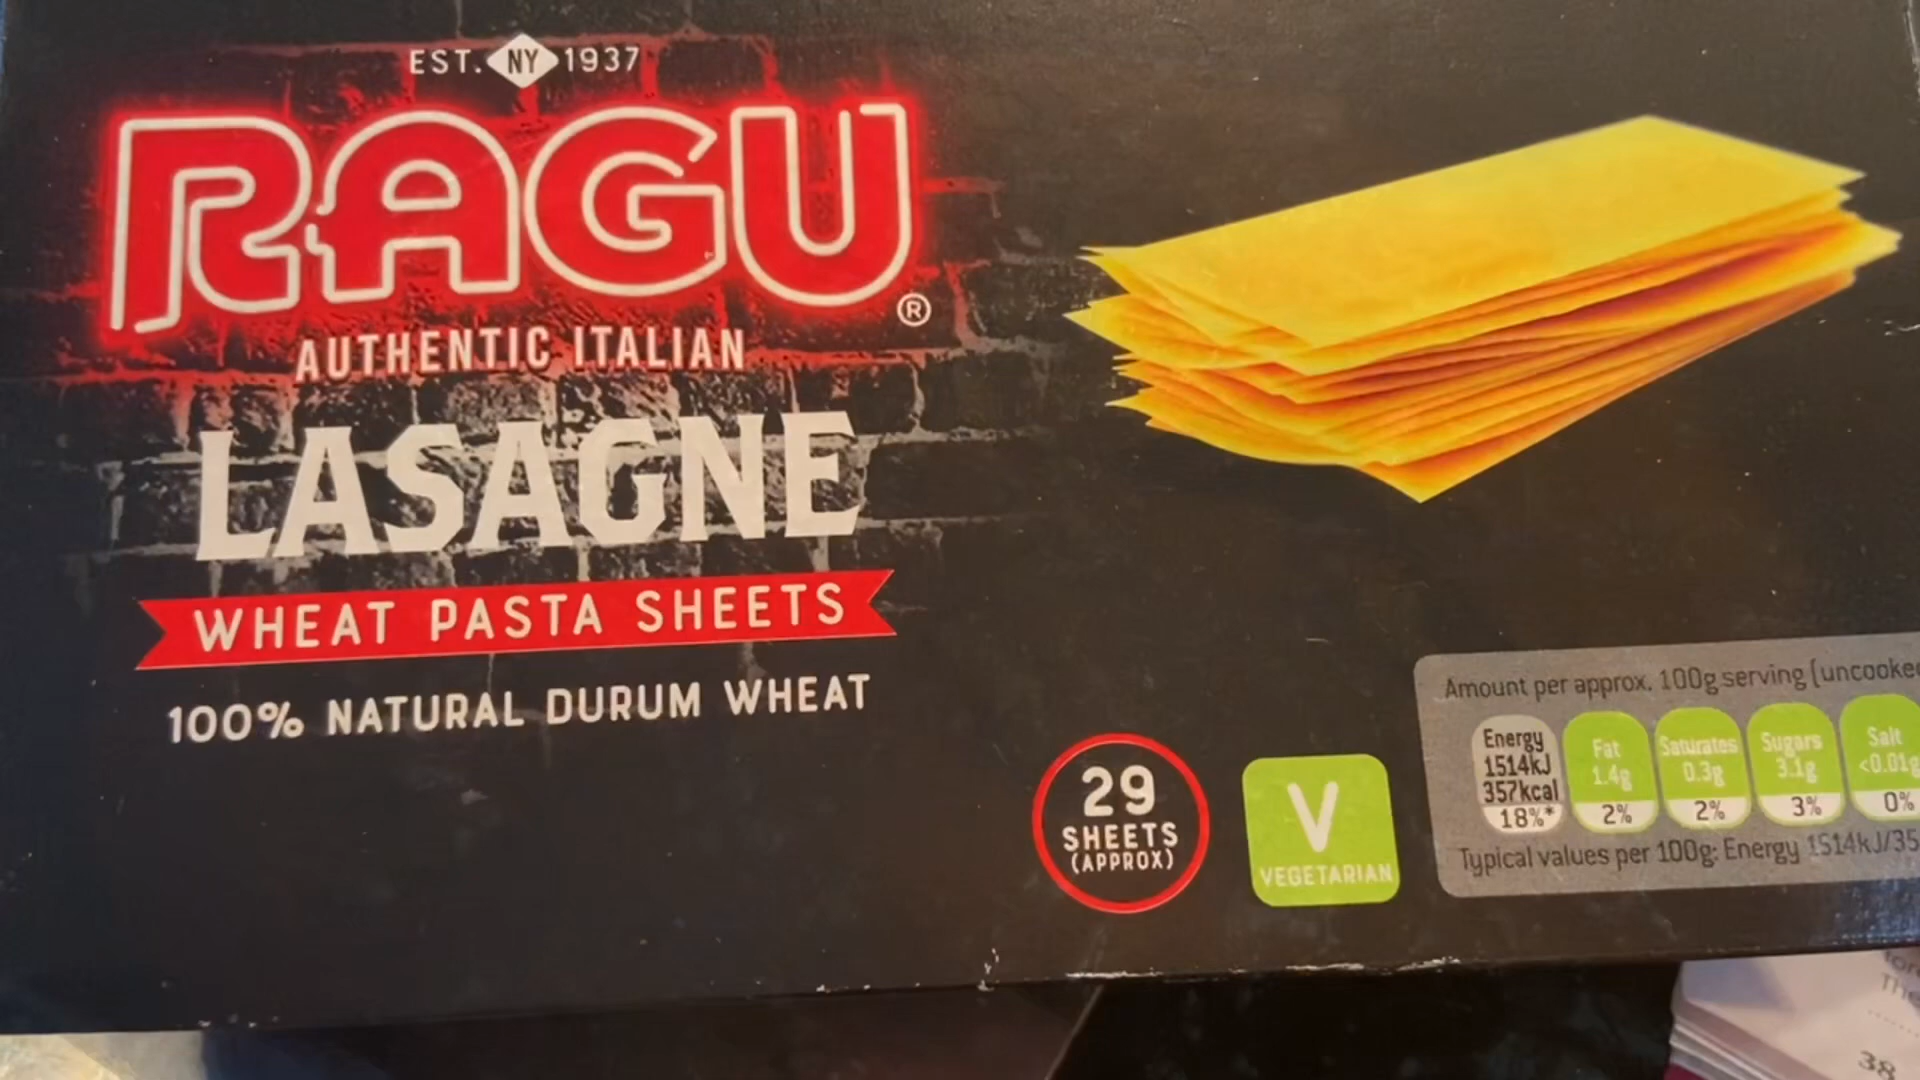 EST. NY 1937
RAGU®
AUTHENTIC ITALIAN
LASAGNE
WHEAT PASTA SHEETS
100% NATURAL DURUM WHEAT
29
SHEETS
(APPROX)
V
VEGETARIAN
Amount per approx. 100g serving
Energy
1514kJ
357kcal
18%*
Fat
1.4g
2%
Saturates
0.3g
2%
Sugars
3.1g
3%
Salt
<0.01g
0%
Typical values per 100g: Energy 1514kJ/35
38